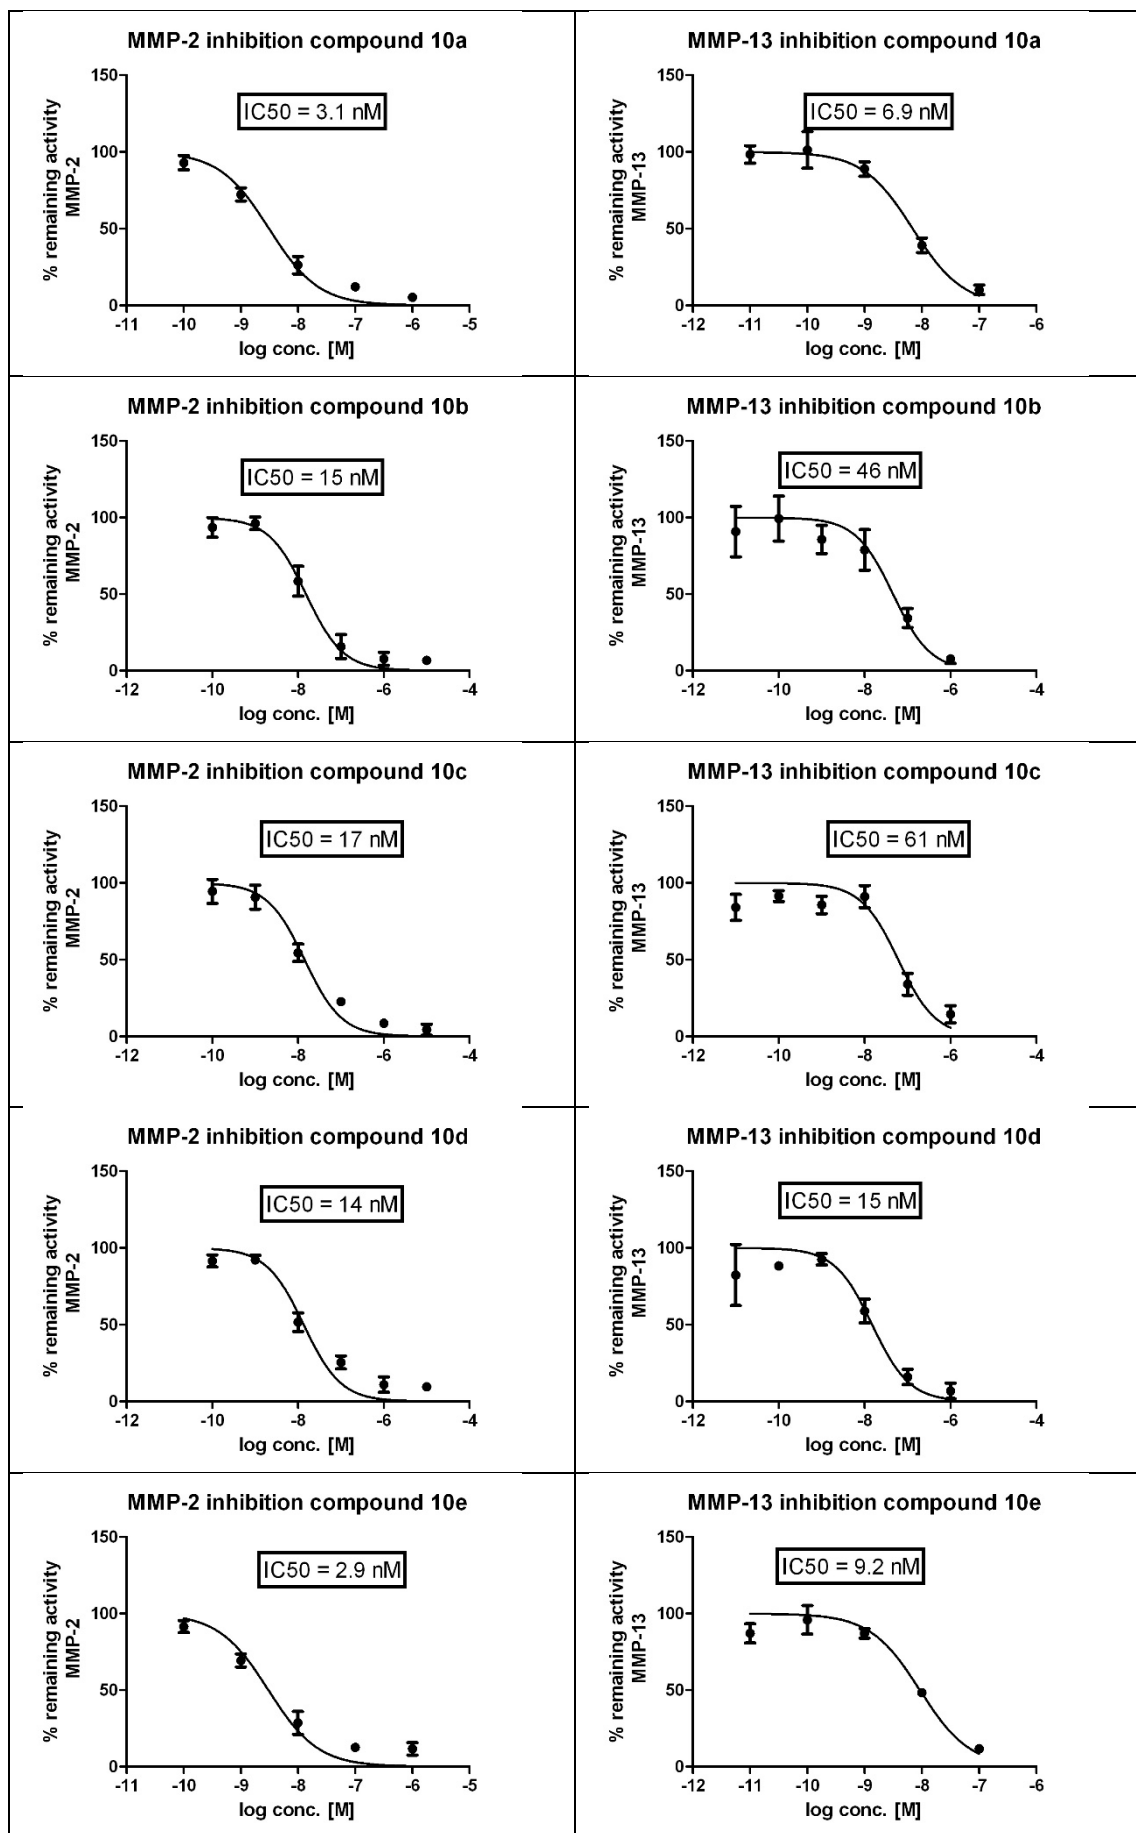 MMP-2 inhibition compound 10a
150
100
50
0
% remaining activity
MMP-2
IC50 = 3.1 nM
-11 -10 -9 -8 -7 -6 -5
log conc. [M]
MMP-13 inhibition compound 10a
150
100
50
0
% remaining activity
MMP-13
IC50 = 6.9 nM
-12 -11 -10 -9 -8 -7 -6
log conc. [M]
MMP-2 inhibition compound 10b
150
100
50
0
% remaining activity
MMP-2
IC50 = 15 nM
-12 -10 -8 -6 -4
log conc. [M]
MMP-13 inhibition compound 10b
150
100
50
0
% remaining activity
MMP-13
IC50 = 46 nM
-12 -10 -8 -6 -4
log conc. [M]
MMP-2 inhibition compound 10c
150
100
50
0
% remaining activity
MMP-2
IC50 = 17 nM
-12 -10 -8 -6 -4
log conc. [M]
MMP-13 inhibition compound 10c
150
100
50
0
% remaining activity
MMP-13
IC50 = 61 nM
-12 -10 -8 -6 -4
log conc. [M]
MMP-2 inhibition compound 10d
150
100
50
0
% remaining activity
MMP-2
IC50 = 14 nM
-12 -10 -8 -6 -4
log conc. [M]
MMP-13 inhibition compound 10d
150
100
50
0
% remaining activity
MMP-13
IC50 = 15 nM
-12 -10 -8 -6 -4
log conc. [M]
MMP-2 inhibition compound 10e
150
100
50
0
% remaining activity
MMP-2
IC50 = 2.9 nM
-11 -10 -9 -8 -7 -6 -5
log conc. [M]
MMP-13 inhibition compound 10e
150
100
50
0
% remaining activity
MMP-13
IC50 = 9.2 nM
-12 -11 -10 -9 -8 -7 -6
log conc. [M]